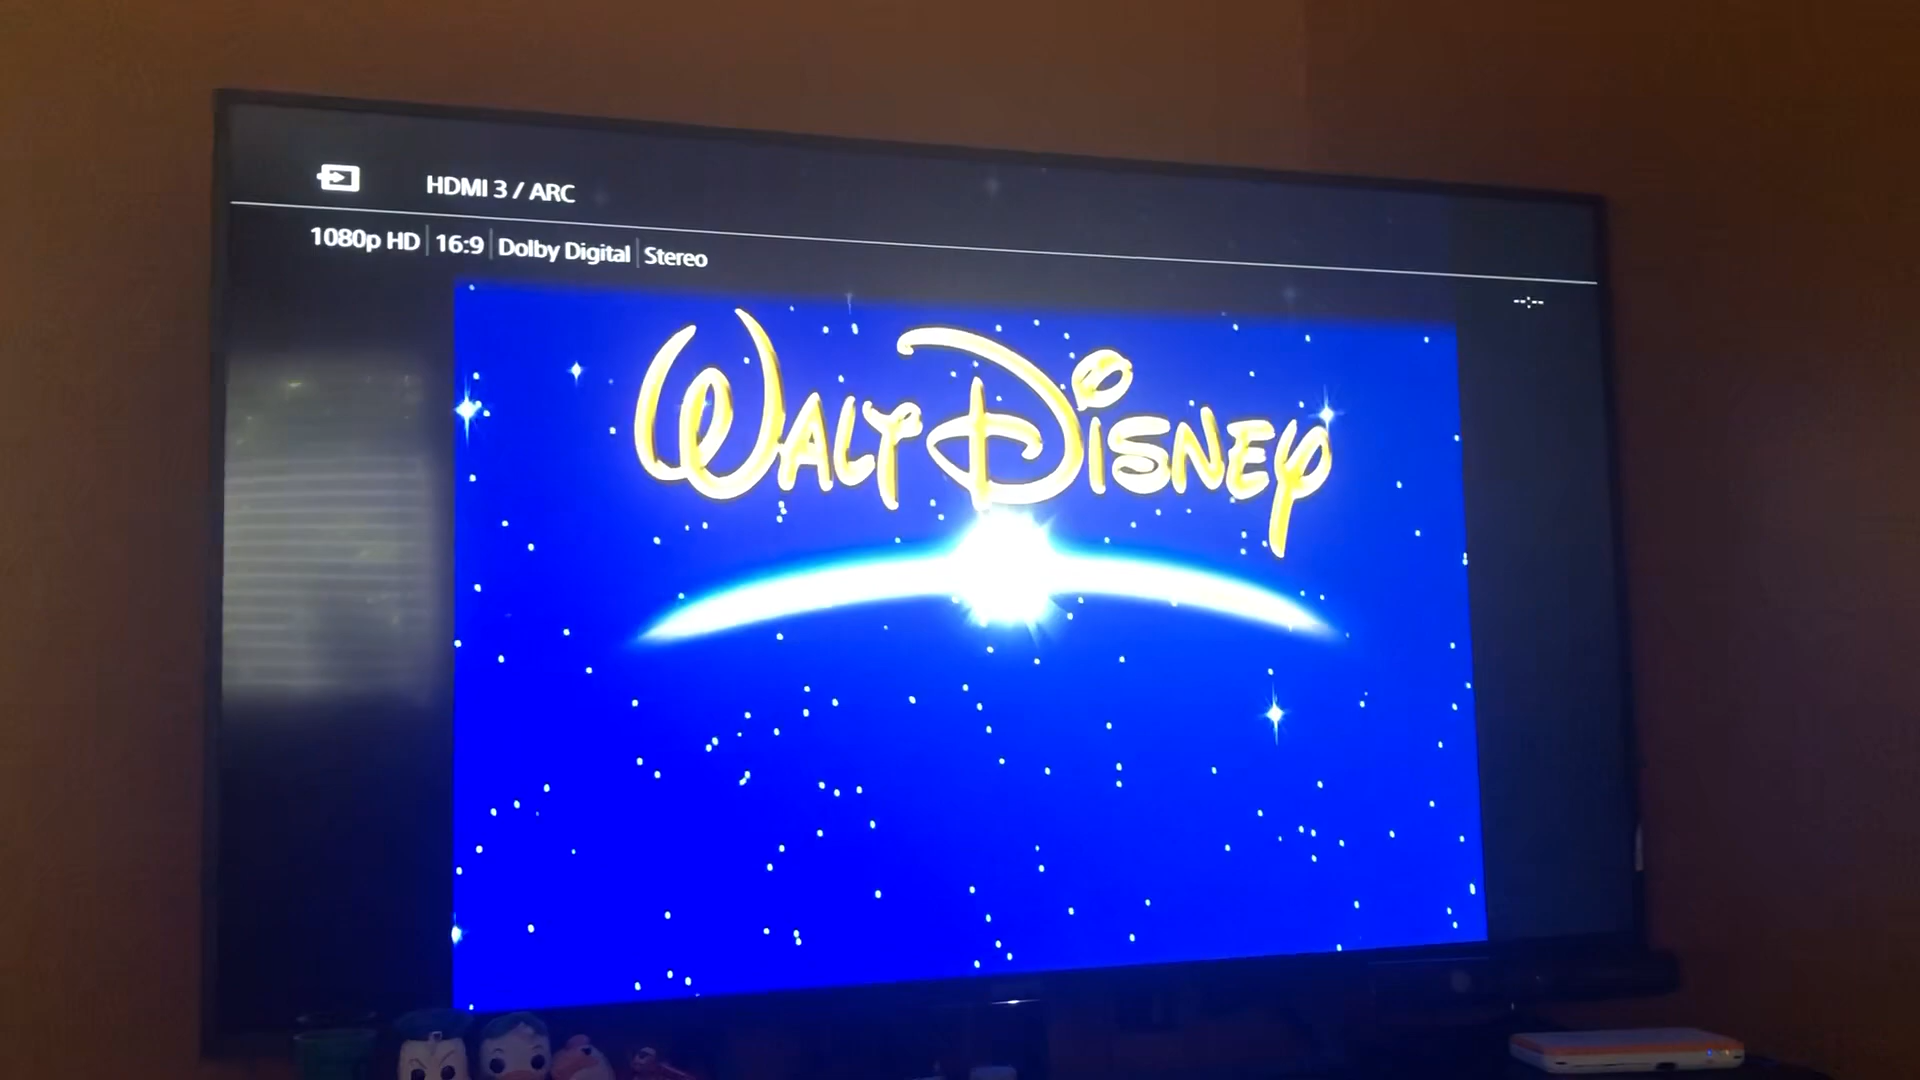 HDMI 3 / ARC
1080p HD | 16:9 | Dolby Digital | Stereo
--:--
WALT DISNEY